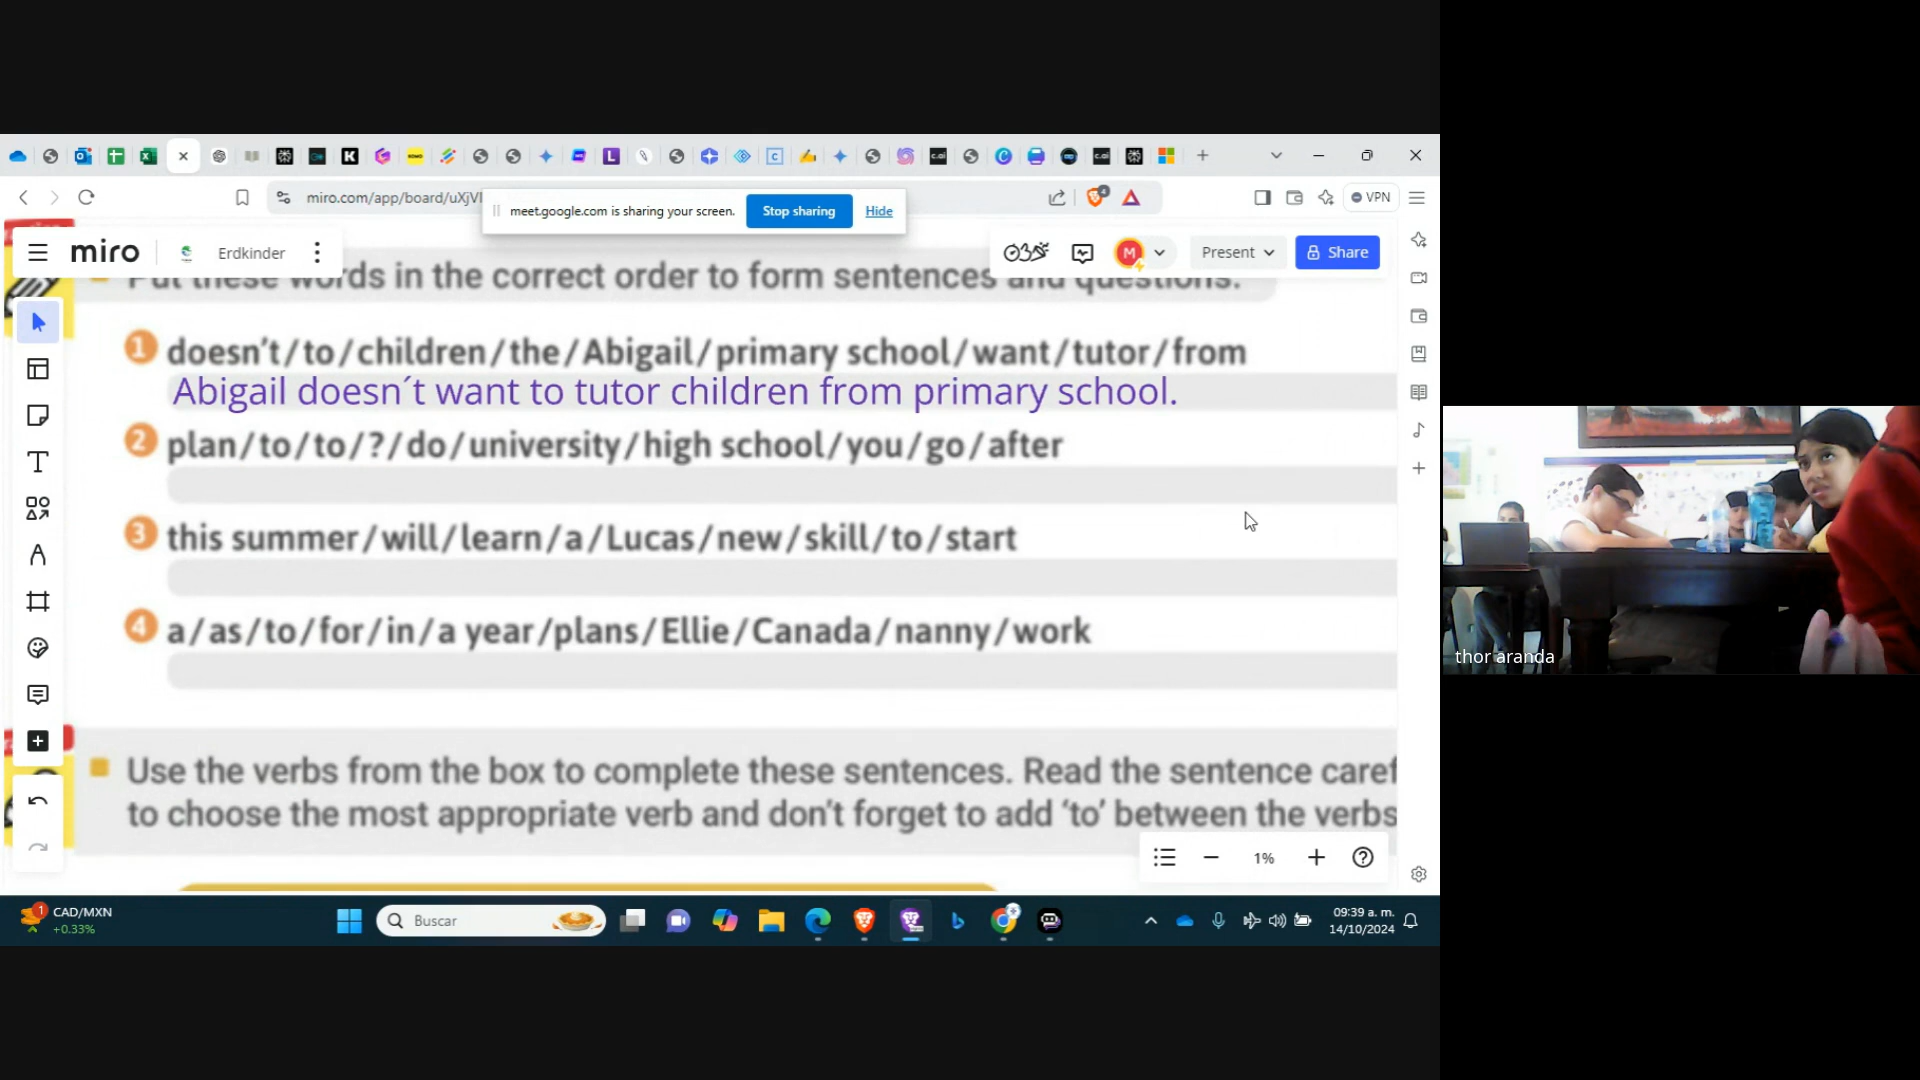 miro.com/app/board/uXjVI
meet.google.com is sharing your screen.
Stop sharing
Hide
VPN
miro
Erdkinder
M
Present
Share
Put these words in the correct order to form sentences and questions.
1 doesn't/to/children/the/Abigail/primary school/want/tutor/from
Abigail doesn´t want to tutor children from primary school.
2 plan/to/to/?/do/university/high school/you/go/after
3 this summer/will/learn/a/Lucas/new/skill/to/start
4 a/as/to/for/in/a year/plans/Ellie/Canada/nanny/work
Use the verbs from the box to complete these sentences. Read the sentence caref
to choose the most appropriate verb and don't forget to add ‘to’ between the verbs
1%
thor aranda
1
CAD/MXN
+0.33%
Buscar
09:39 a. m.
14/10/2024